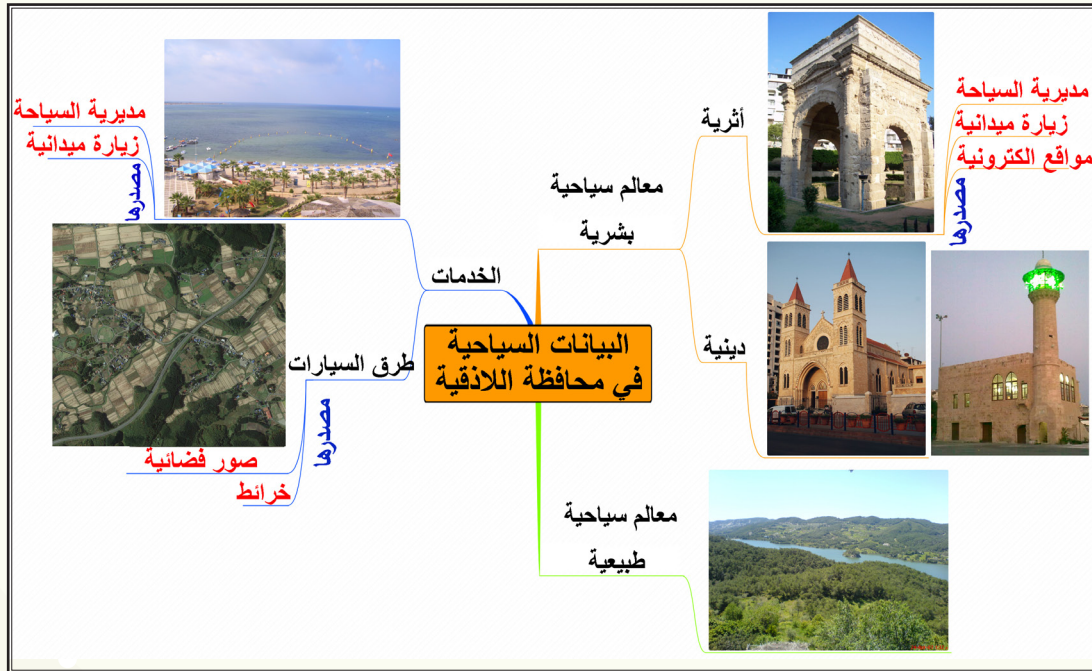 البيانات السياحية
في محافظة اللاذقية
معالم سياحية
بشرية
أثرية
مديرية السياحة
زيارة ميدانية
مواقع الكترونية
مصدرها
دينية
معالم سياحية
طبيعية
الخدمات
مديرية السياحة
زيارة ميدانية
مصدرها
طرق السيارات
مصدرها
صور فضائية
خرائط